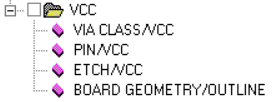 VCC
VIA CLASS/VCC
PIN/VCC
ETCH/VCC
BOARD GEOMETRY/OUTLINE